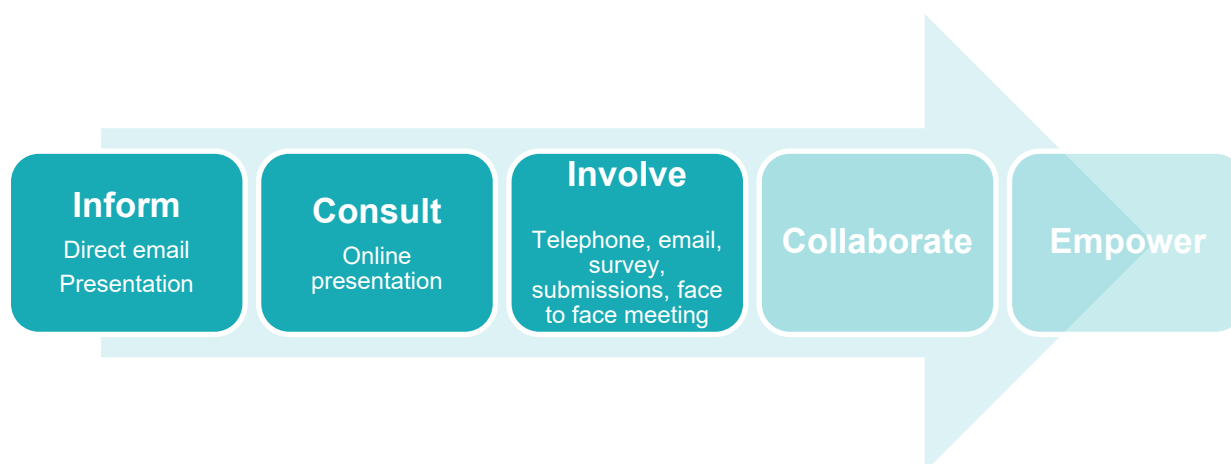 Inform
Direct email
Presentation
Consult
Online
presentation
Involve
Telephone, email,
survey,
submissions, face
to face meeting
Collaborate
Empower